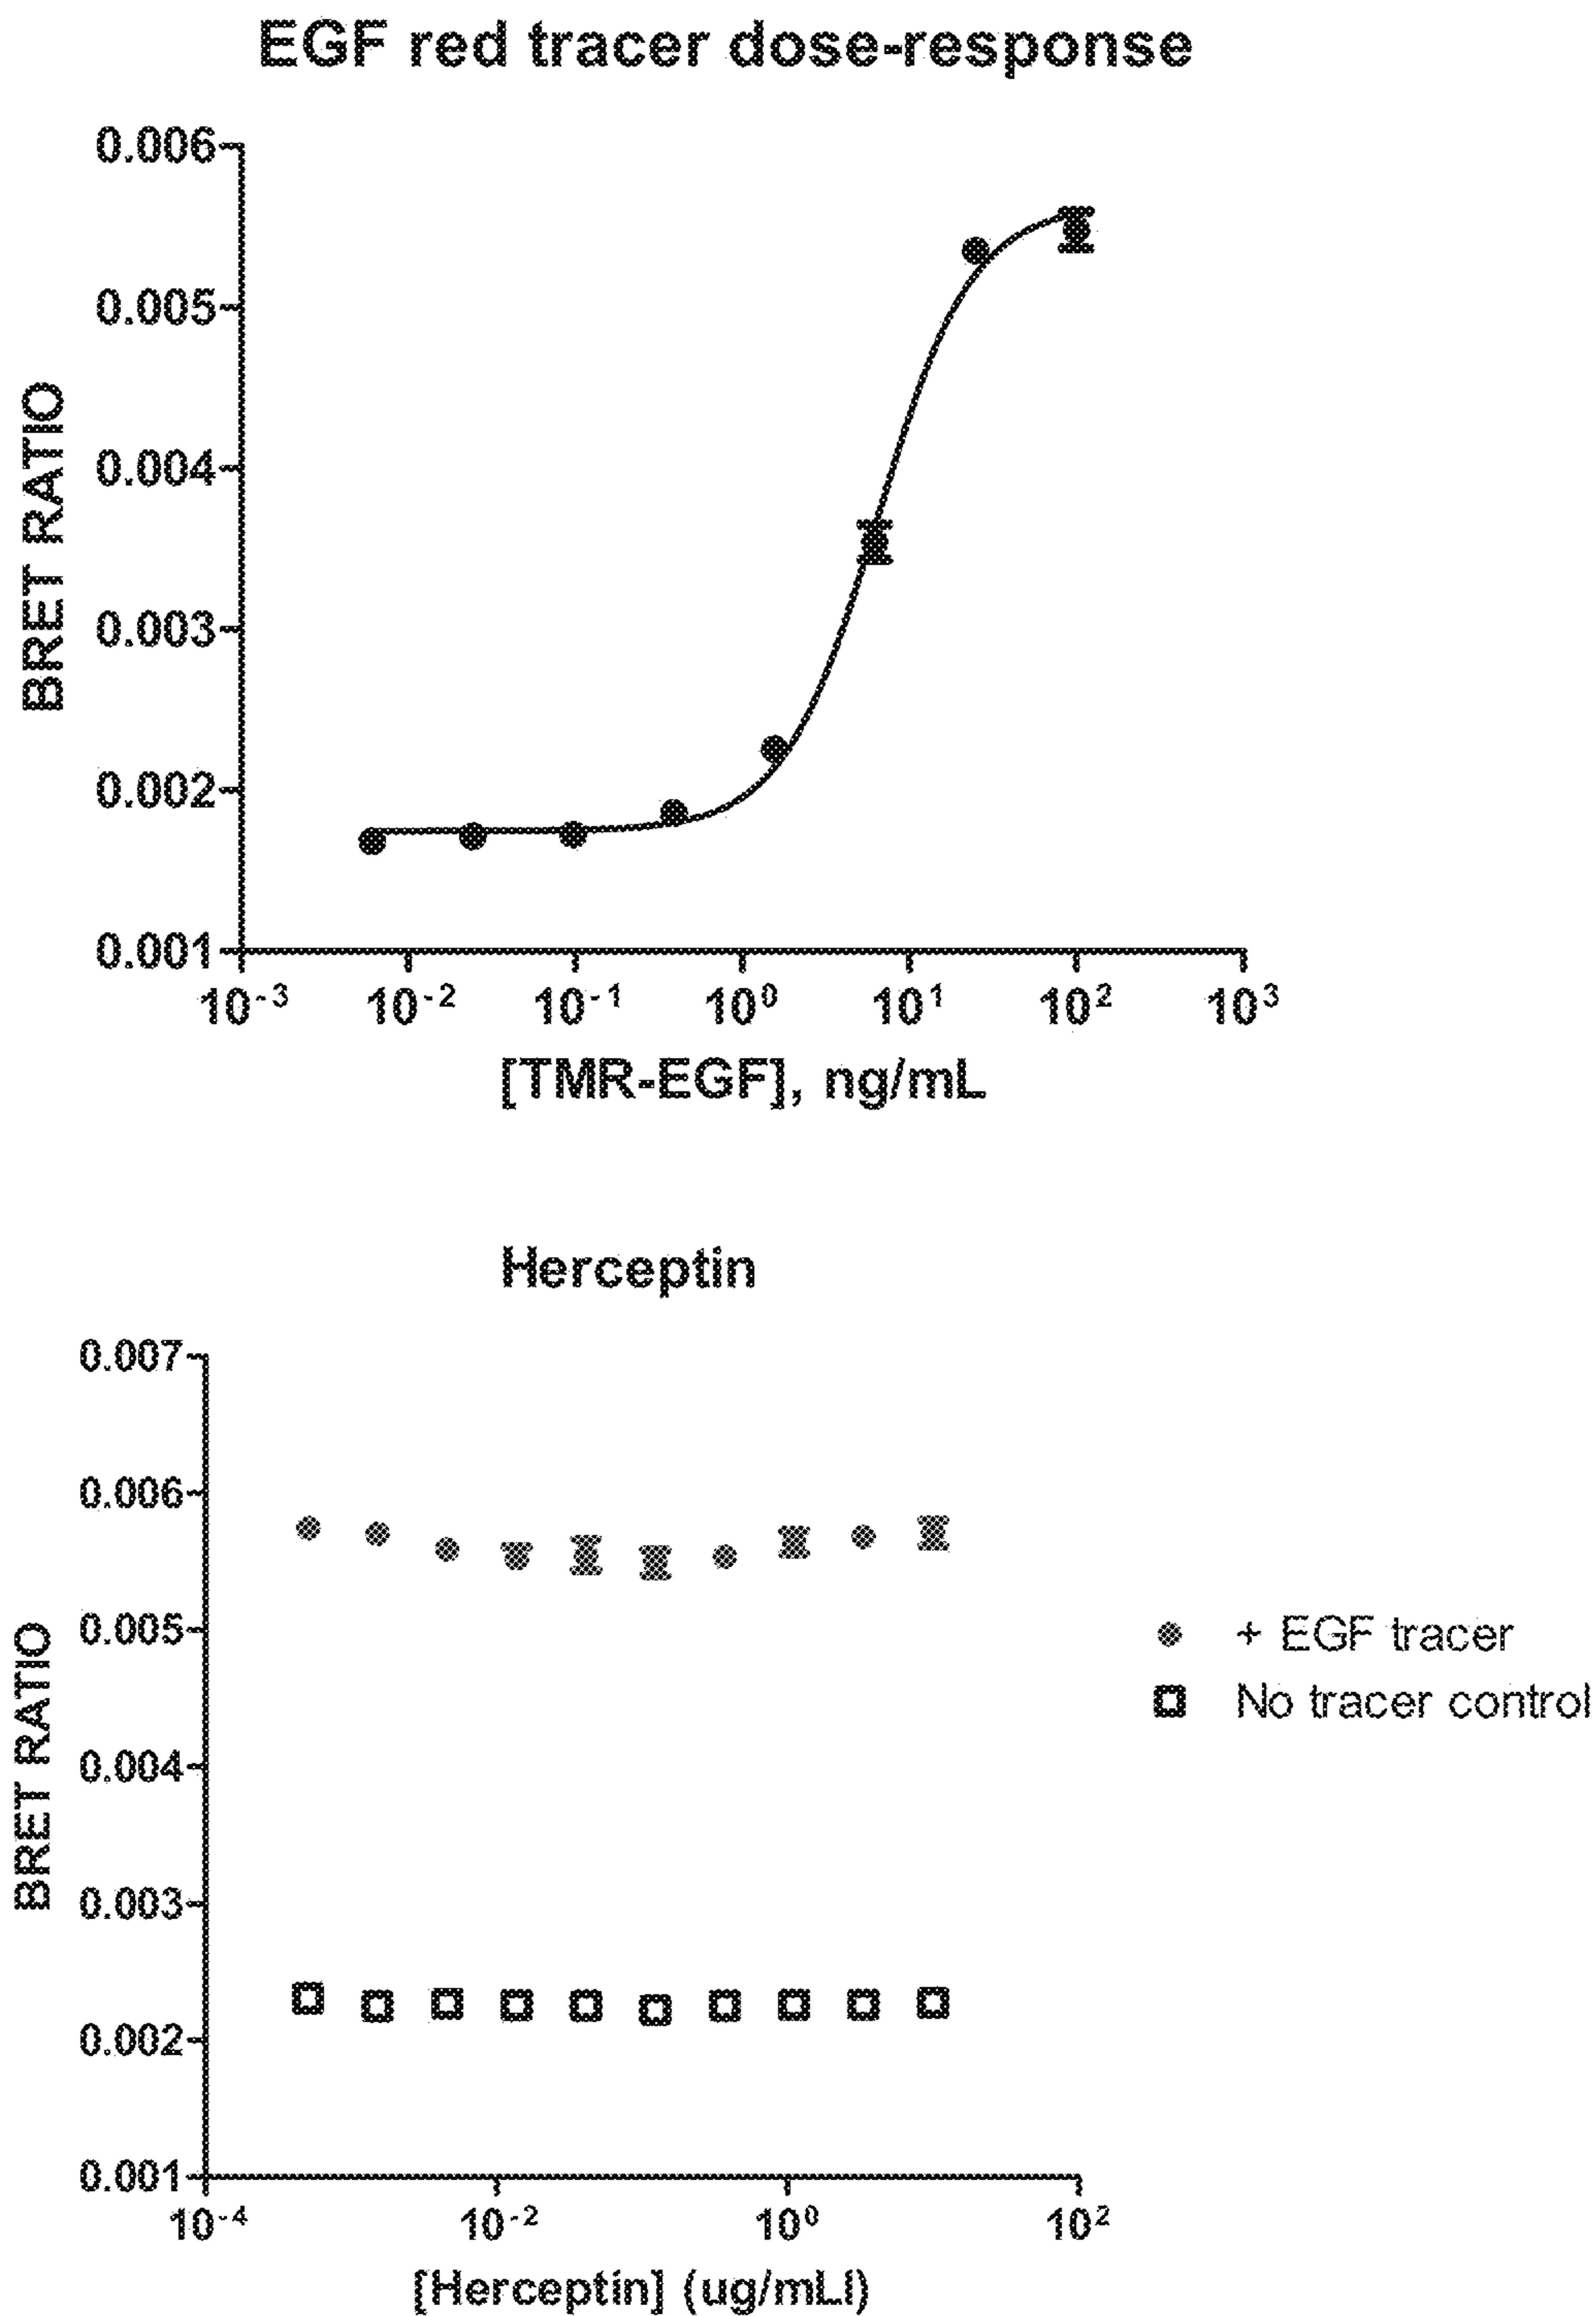 EGF red tracer dose-response
0.006
0.005
0.004
0.003
0.002
0.001
BRET RATIO
10⁻³ 10⁻² 10⁻¹ 10⁰ 10¹ 10² 10³
[TMR-EGF], ng/mL
Herceptin
0.007
0.006
0.005
0.004
0.003
0.002
0.001
BRET RATIO
+ EGF tracer
No tracer control
10⁻⁴ 10⁻² 10⁰ 10²
[Herceptin] (ug/mLl)